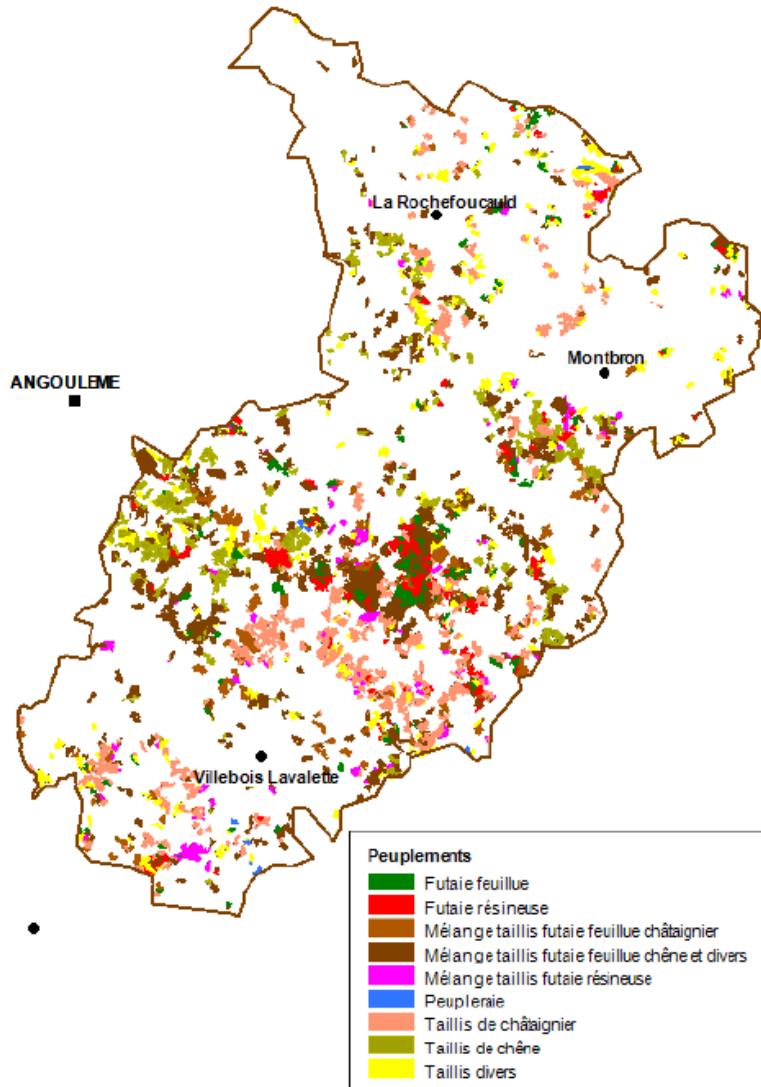 La Rochefoucauld
Montbron
ANGOULEME
Villebois Lavalette
Peuplements
Futaie feuillue
Futaie résineuse
Mélange taillis futaie feuillue châtaignier
Mélange taillis futaie feuillue chêne et divers
Mélange taillis futaie résineuse
Peupleraie
Taillis de châtaignier
Taillis de chêne
Taillis divers